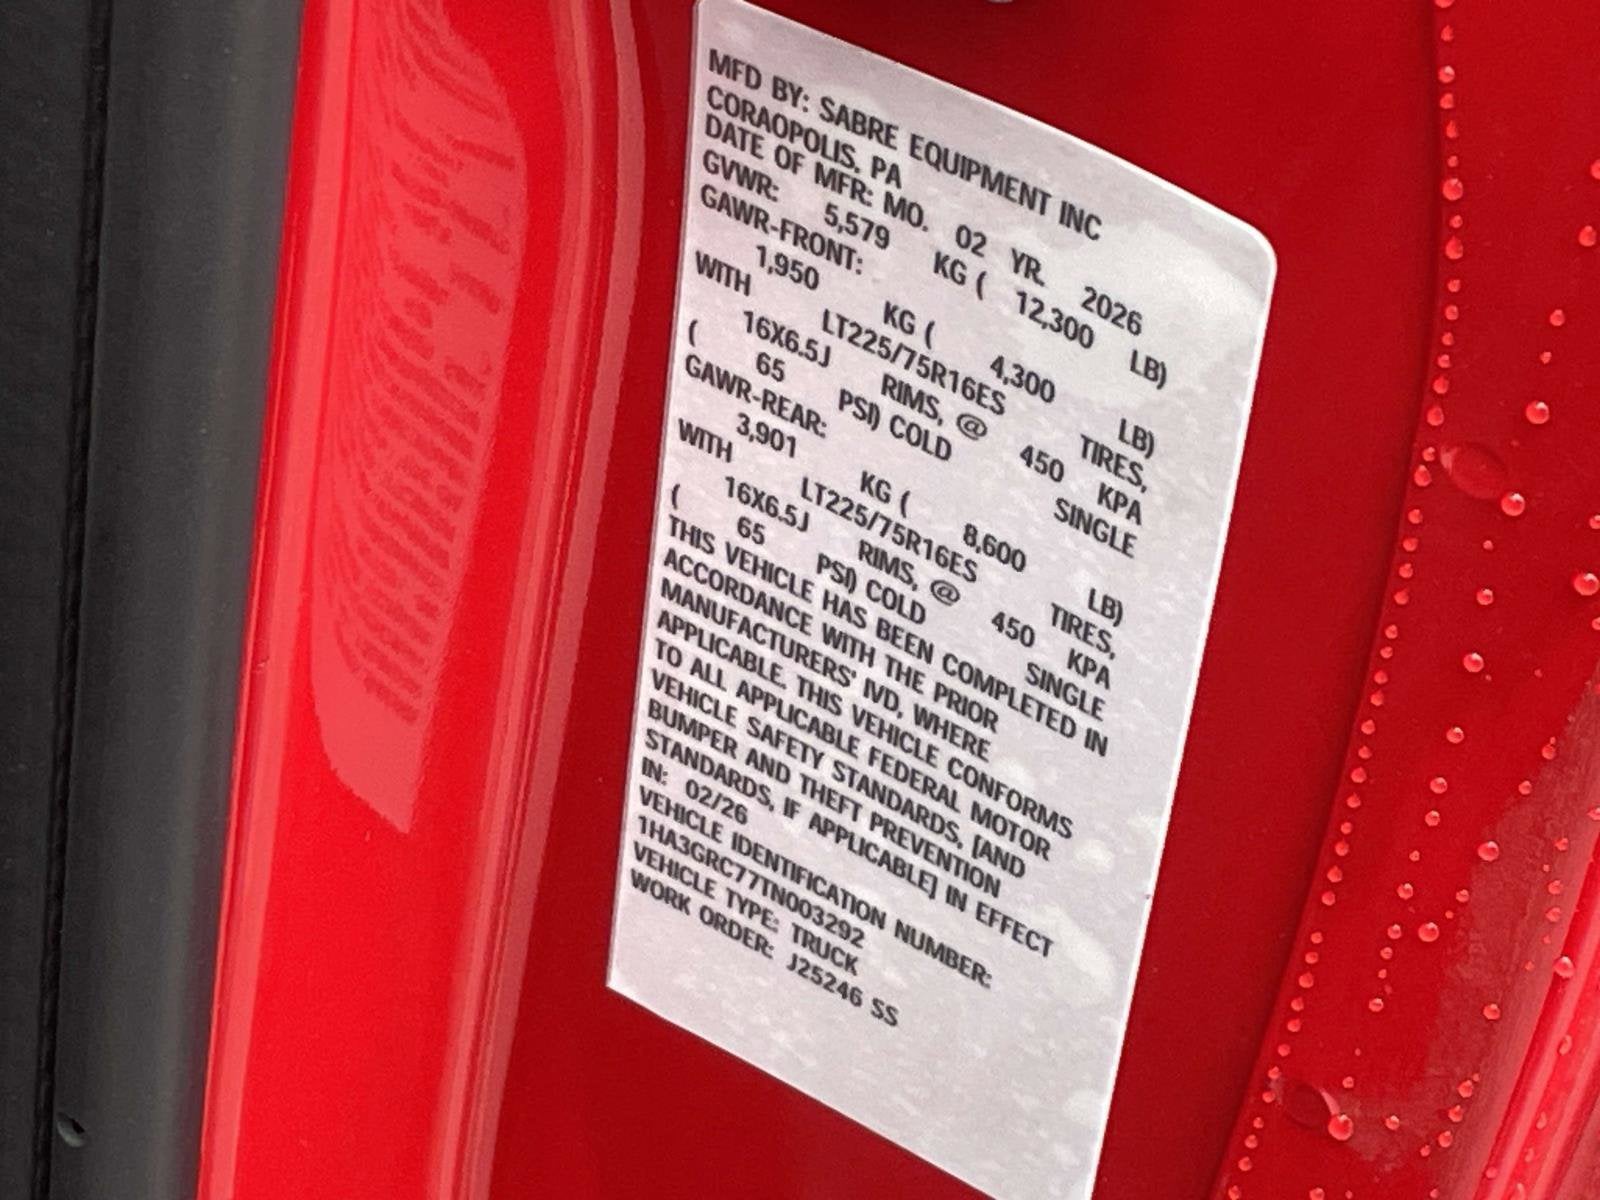 MFD BY: SABRE EQUIPMENT INC
CORAOPOLIS, PA
DATE OF MFR: MO. 02 YR. 2026
GVWR: 5,579 KG ( 12,300 LB)
GAWR-FRONT:
1,950 KG ( 4,300 LB)
WITH LT225/75R16ES TIRES,
16X6.5J RIMS, @ 450 KPA
( 65 PSI) COLD SINGLE
GAWR-REAR:
3,901 KG ( 8,600 LB)
WITH LT225/75R16ES TIRES,
16X6.5J RIMS, @ 450 KPA
( 65 PSI) COLD SINGLE
THIS VEHICLE HAS BEEN COMPLETED IN
ACCORDANCE WITH THE PRIOR
MANUFACTURERS' IVD, WHERE
APPLICABLE. THIS VEHICLE CONFORMS
TO ALL APPLICABLE FEDERAL MOTOR
VEHICLE SAFETY STANDARDS, [AND
BUMPER AND THEFT PREVENTION
STANDARDS, IF APPLICABLE] IN EFFECT
IN: 02/26
VEHICLE IDENTIFICATION NUMBER:
1HA3GRC77TN003292
VEHICLE TYPE: TRUCK
WORK ORDER: J25246 SS